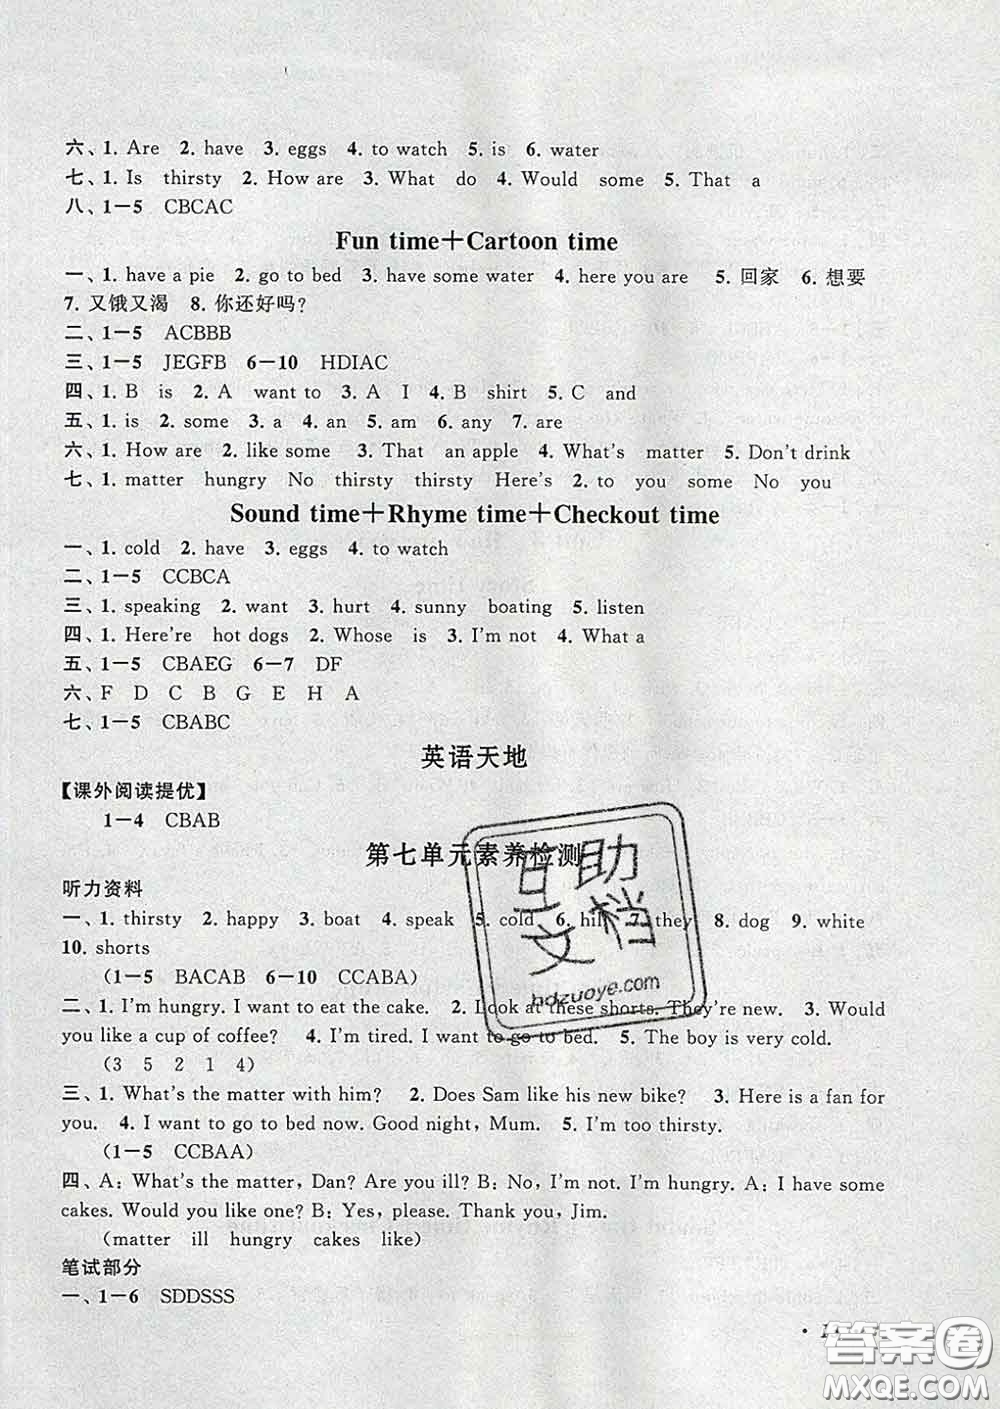 六、1. Are 2. have 3. eggs 4. to watch 5. is 6. water
七、1. Is thirsty 2. How are 3. What do 4. Would some 5. That a
八、1－5 CBCAC
Fun time＋Cartoon time
一、1. have a pie 2. go to bed 3. have some water 4. here you are 5. 回家 6. 想要
7. 又饿又渴 8. 你还好吗?
二、1－5 ACBBB
三、1－5 JEGFB 6－10 HDIAC
四、1. B is 2. A want to 3. A I 4. B shirt 5. C and
五、1. is 2. some 3. a 4. an 5. am 6. any 7. are
六、1. How are 2. like some 3. That an apple 4. What's matter 5. Don't drink
七、1. matter hungry No thirsty thirsty Here's 2. to you some No you
Sound time＋Rhyme time＋Checkout time
一、1. cold 2. have 3. eggs 4. to watch
二、1－5 CCBCA
三、1. speaking 2. want 3. hurt 4. sunny boating 5. listen
四、1. Here're hot dogs 2. Whose is 3. I'm not 4. What a
五、1－5 CBAEG 6－7 DF
六、F D C B G E H A
七、1－5 CBABC
英语天地
【课外阅读提优】
1－4 CBAB
第七单元素养检测
听力资料
一、1. thirsty 2. happy 3. boat 4. speak 5. cold 6. hill 7. they 8. dog 9. white
10. shorts
(1－5 BACAB 6－10 CCABA)
二、1. I'm hungry. I want to eat the cake. 2. Look at these shorts. They're new. 3. Would
you like a cup of coffee? 4. I'm tired. I want to go to bed. 5. The boy is very cold.
(3 5 2 1 4)
三、1. What's the matter with him? 2. Does Sam like his new bike? 3. Here is a fan for
you. 4. I want to go to bed now. Good night, Mum. 5. I'm too thirsty.
(1－5 CCBAA)
四、A: What's the matter, Dan? Are you ill? B: No, I'm not. I'm hungry. A: I have some
cakes. Would you like one? B: Yes, please. Thank you, Jim.
(matter ill hungry cakes like)
笔试部分
一、1－6 SDDSSS
互助
文档
hdzuoye.com
答案圈
MXQE.COM